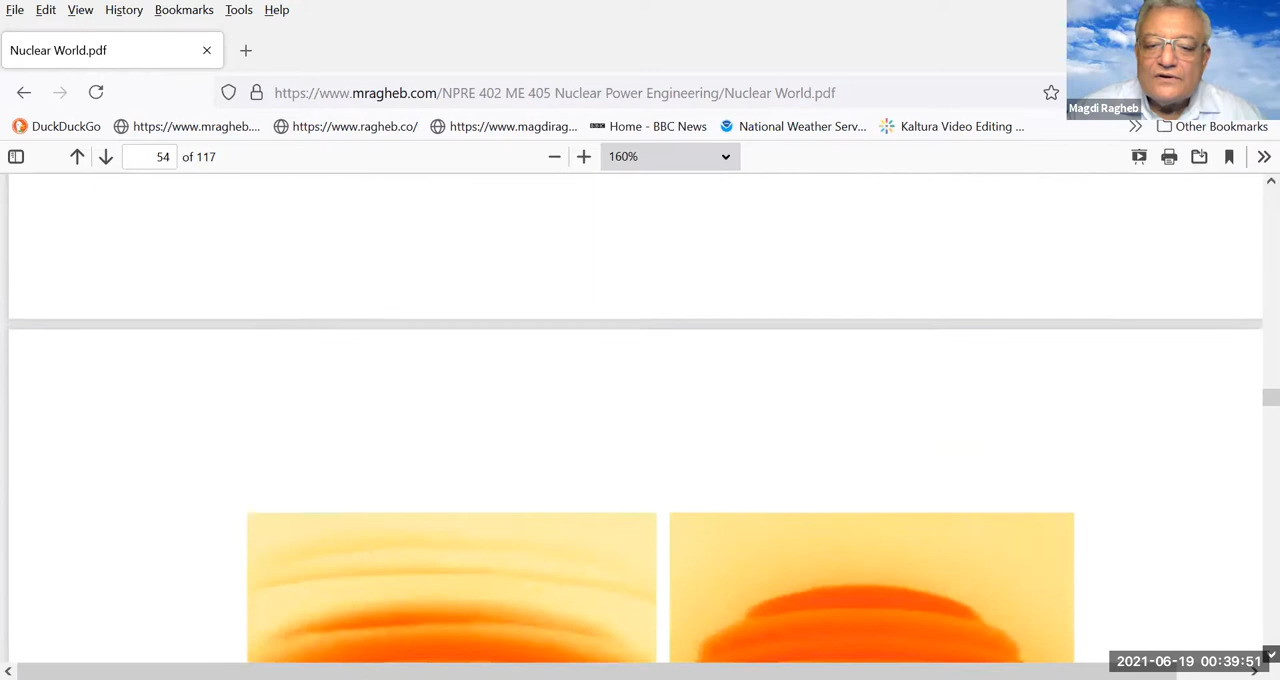 File Edit View History Bookmarks Tools Help
Nuclear World.pdf
https://www.mragheb.com/NPRE 402 ME 405 Nuclear Power Engineering/Nuclear World.pdf
Magdi Ragheb
DuckDuckGo https://www.mragheb.... https://www.ragheb.co/ https://www.magdirag... BBC Home - BBC News National Weather Serv... Kaltura Video Editing ... Other Bookmarks
54 of 117 160%
2021-06-19 00:39:51